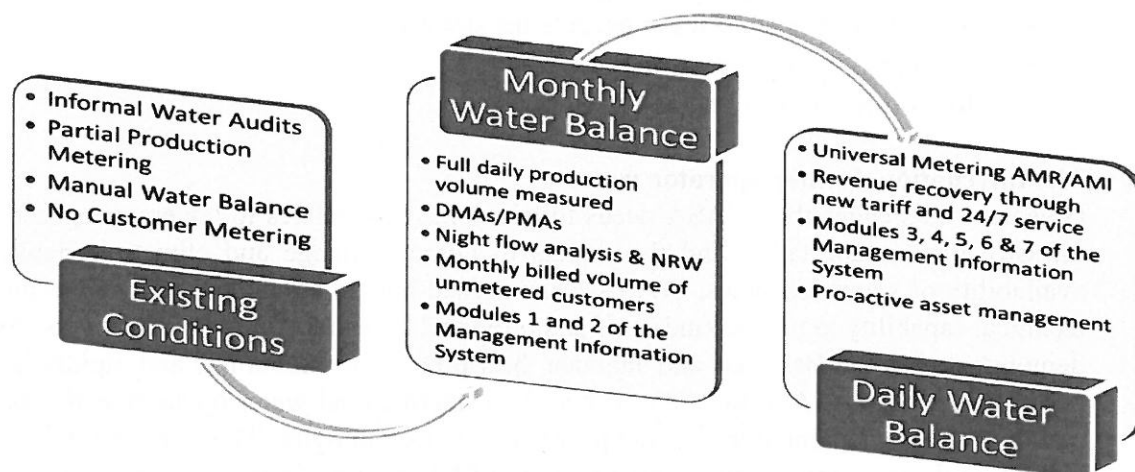 • Informal Water Audits
• Partial Production
Metering
• Manual Water Balance
• No Customer Metering
Existing
Conditions
Monthly
Water Balance
• Full daily production
volume measured
• DMAs/PMAs
• Night flow analysis & NRW
• Monthly billed volume of
unmetered customers
• Modules 1 and 2 of the
Management Information
System
• Universal Metering AMR/AMI
• Revenue recovery through
new tariff and 24/7 service
• Modules 3, 4, 5, 6 & 7 of the
Management Information
System
• Pro-active asset management
Daily Water
Balance